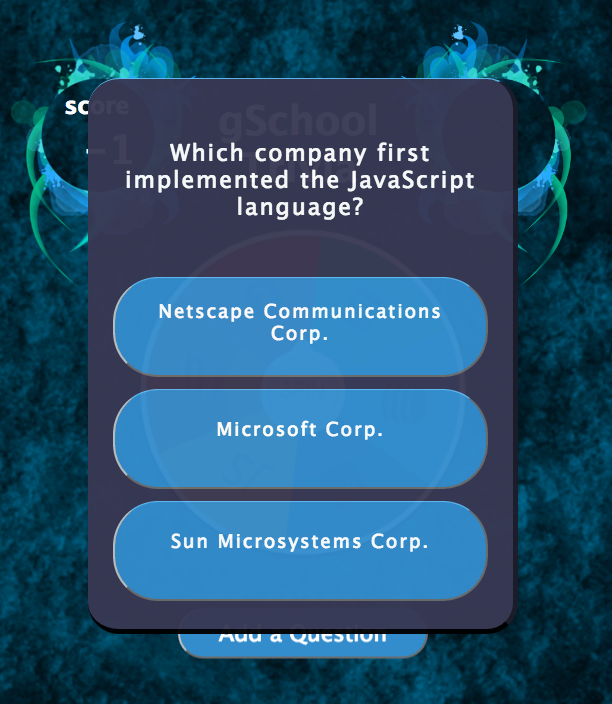 score
-1
gSchool
Which company first
implemented the JavaScript
language?
Netscape Communications
Corp.
Microsoft Corp.
Sun Microsystems Corp.
Add a Question